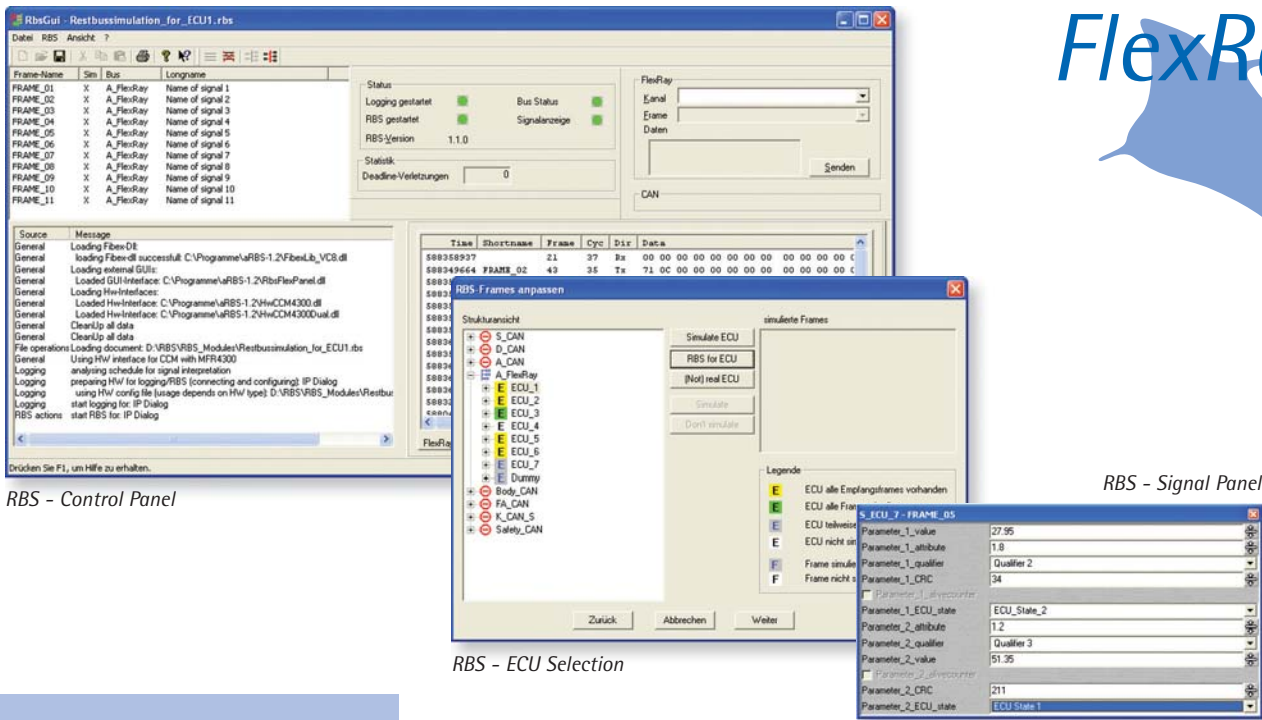 RbsGui - Restbussimulation_for_ECU1.rbs
Datei RBS Ansicht ?
Frame-Name Sim Bus Longname
FRAME_01 X A_FlexRay Name of signal 1
FRAME_02 X A_FlexRay Name of signal 2
FRAME_03 X A_FlexRay Name of signal 3
FRAME_04 X A_FlexRay Name of signal 4
FRAME_05 X A_FlexRay Name of signal 5
FRAME_06 X A_FlexRay Name of signal 6
FRAME_07 X A_FlexRay Name of signal 7
FRAME_08 X A_FlexRay Name of signal 8
FRAME_09 X A_FlexRay Name of signal 9
FRAME_10 X A_FlexRay Name of signal 10
FRAME_11 X A_FlexRay Name of signal 11
Status
Logging gestartet Bus Status
RBS gestartet Signalanzeige
RBS-Version 1.1.0
Statistik
Deadline-Verletzungen 0
FlexRay
Kanal
Frame
Daten
Senden
CAN
FlexRa
Source Message
General Loading Fibex-Dll:
General loading Fibex-dll successfull: C:\Programme\aRBS-1.2\FibexLib_VC8.dll
General Loading external GUIs:
General Loaded GUI-Interface: C:\Programme\aRBS-1.2\RbsFlexPanel.dll
General Loading Hw-Interfaces:
General Loaded Hw-Interface: C:\Programme\aRBS-1.2\HwCCM4300.dll
General Loaded Hw-Interface: C:\Programme\aRBS-1.2\HwCCM4300Dual.dll
General CleanUp all data
General CleanUp all data
File operations Loading document: D:\RBS\RBS_Modules\Restbussimulation_for_ECU1.rbs
General Using HW interface for CCM with MFR4300
Logging analysing schedule for signal interpretation
Logging preparing HW for logging/RBS (connecting and configuring): IP Dialog
Logging using HW config file (usage depends on HW type): D:\RBS\RBS_Modules\Restbu
Logging start logging for: IP Dialog
RBS actions start RBS for: IP Dialog
Drücken Sie F1, um Hilfe zu erhalten.
Time Shortname Frame Cyc Dir Data
588358937 21 37 Rx 00 00 00 00 00 00 00 00 00 00 00 00
588349664 FRAME_02 43 35 Tx 71 0C 00 00 00 00 00 00 00 00 00 00
FlexRa
RBS - Control Panel
RBS-Frames anpassen
Strukturansicht
S_CAN
D_CAN
A_CAN
A_FlexRay
E ECU_1
E ECU_2
E ECU_3
E ECU_4
E ECU_5
E ECU_6
E ECU_7
E Dummy
Body_CAN
FA_CAN
K_CAN_S
Safety_CAN
Simulate ECU
RBS for ECU
(Not) real ECU
Simulate
Don't simulate
simulierte Frames
Legende
E ECU alle Empfangsframes vorhanden
E ECU alle Fram
E ECU teilweise
E ECU nicht sim
F Frame simulie
F Frame nicht s
Zurück Abbrechen Weiter
RBS - ECU Selection
RBS - Signal Panel
S_ECU_7 - FRAME_05
Parameter_1_value 27.95
Parameter_1_attribute 1.8
Parameter_1_qualifier Qualifier 2
Parameter_1_CRC 34
Parameter_1_alivecounter
Parameter_1_ECU_state ECU_State_2
Parameter_2_attribute 1.2
Parameter_2_qualifier Qualifier 3
Parameter_2_value 51.35
Parameter_2_alivecounter
Parameter_2_CRC 211
Parameter_2_ECU_state ECU State 1